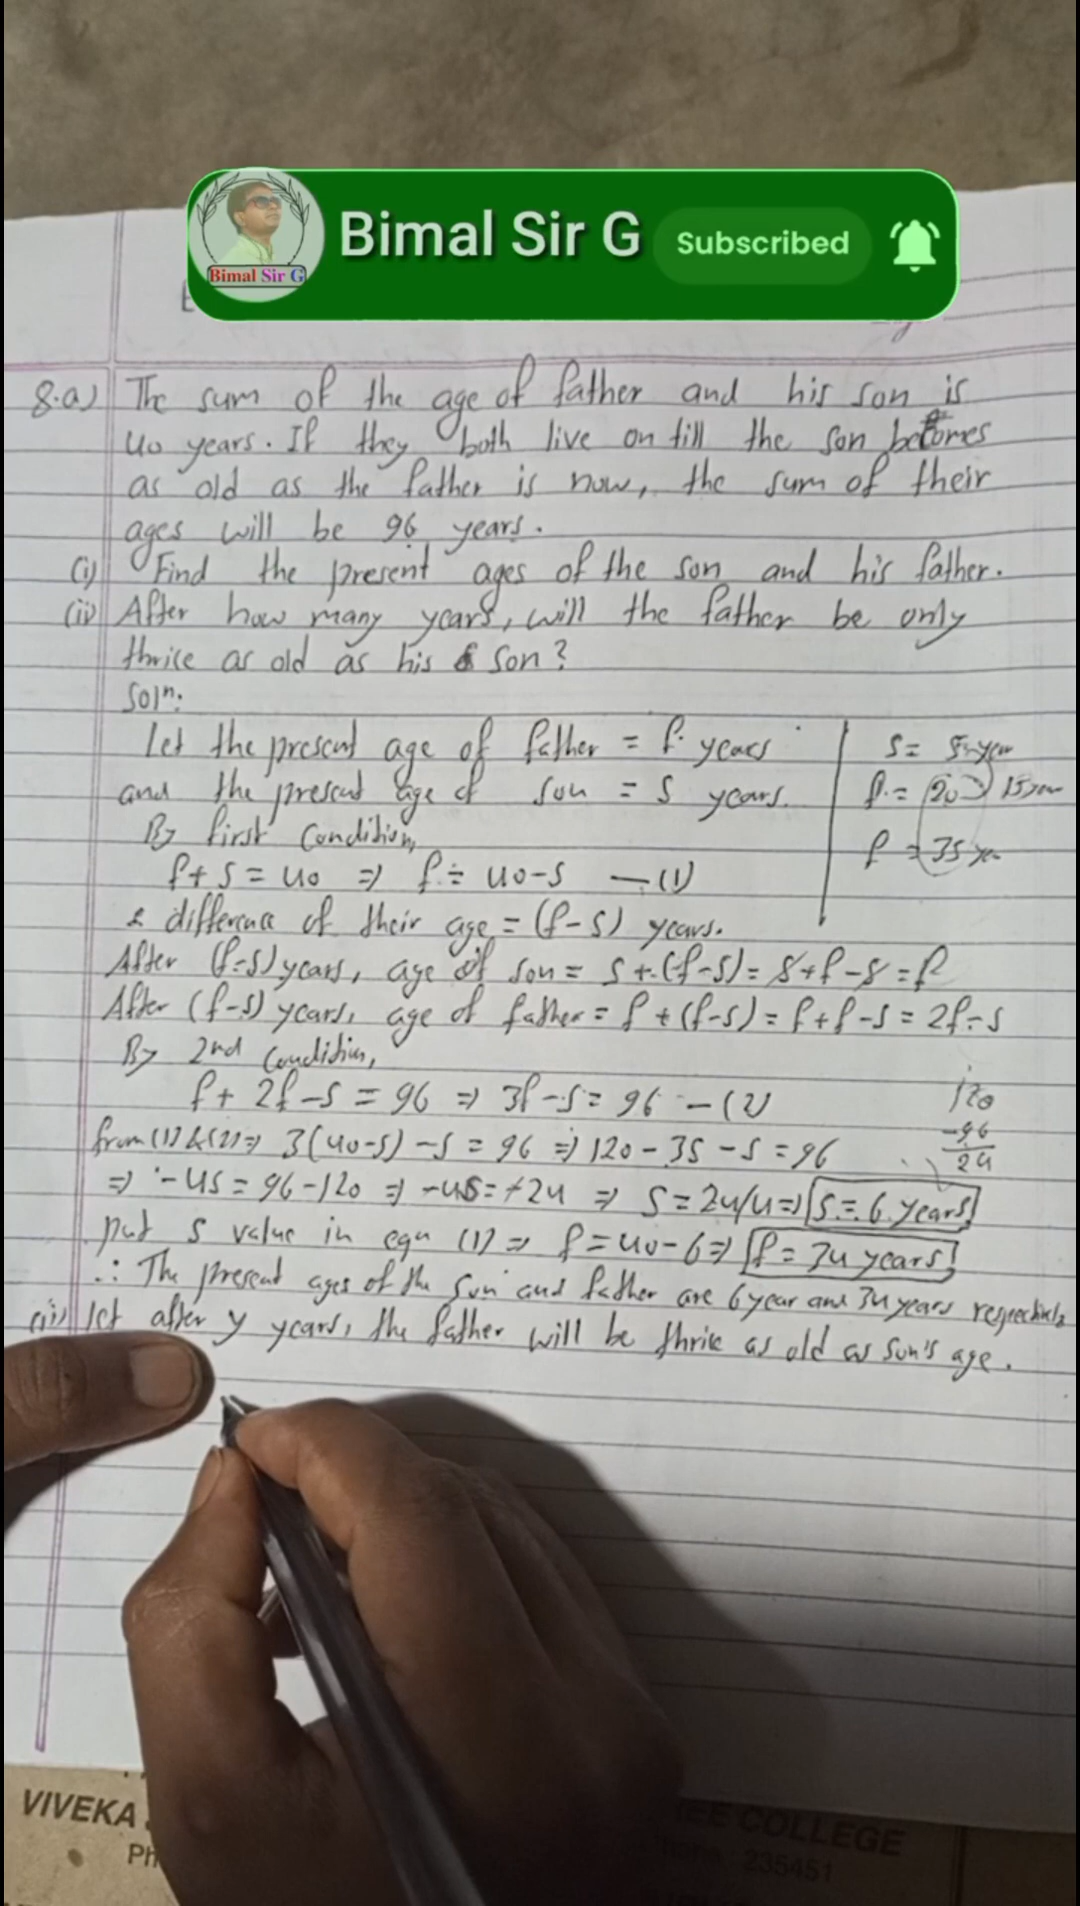 Bimal Sir G
Bimal Sir G Subscribed
8.a) The sum of the age of father and his son is
40 years. If they both live on till the son becomes
as old as the father is now, the sum of their
ages will be 96 years.
(i) Find the present ages of the son and his father.
(ii) After how many years, will the father be only
thrice as old as his son?
Solⁿ:
Let the present age of father = f. years
and the present age of son = s years.
By first condition,
f + s = 40 => f = 40-s —(1)
& difference of their age = (f-s) years.
After (f-s) years, age of son = s+(f-s) = s+f-s = f
After (f-s) years, age of father = f+(f-s) = f+f-s = 2f-s
By 2nd Condition,
f + 2f-s = 96 => 3f-s = 96 —(2)
from (1) & (2) => 3(40-s) -s = 96 => 120-3s-s = 96
=> -4s = 96-120 => -4s = +24 => s = 24/4 => s = 6 years
put s value in eqn (1) => f = 40-6 => f = 34 years
∴ The present ages of the son and father are 6 year and 34 years respectively
(ii) let after y years, the father will be thrice as old as son's age.
s = 5 year
f = 20 15 year
f = 35 yr
120
-96
24
VIVEKA
COLLEGE
Ph
235451